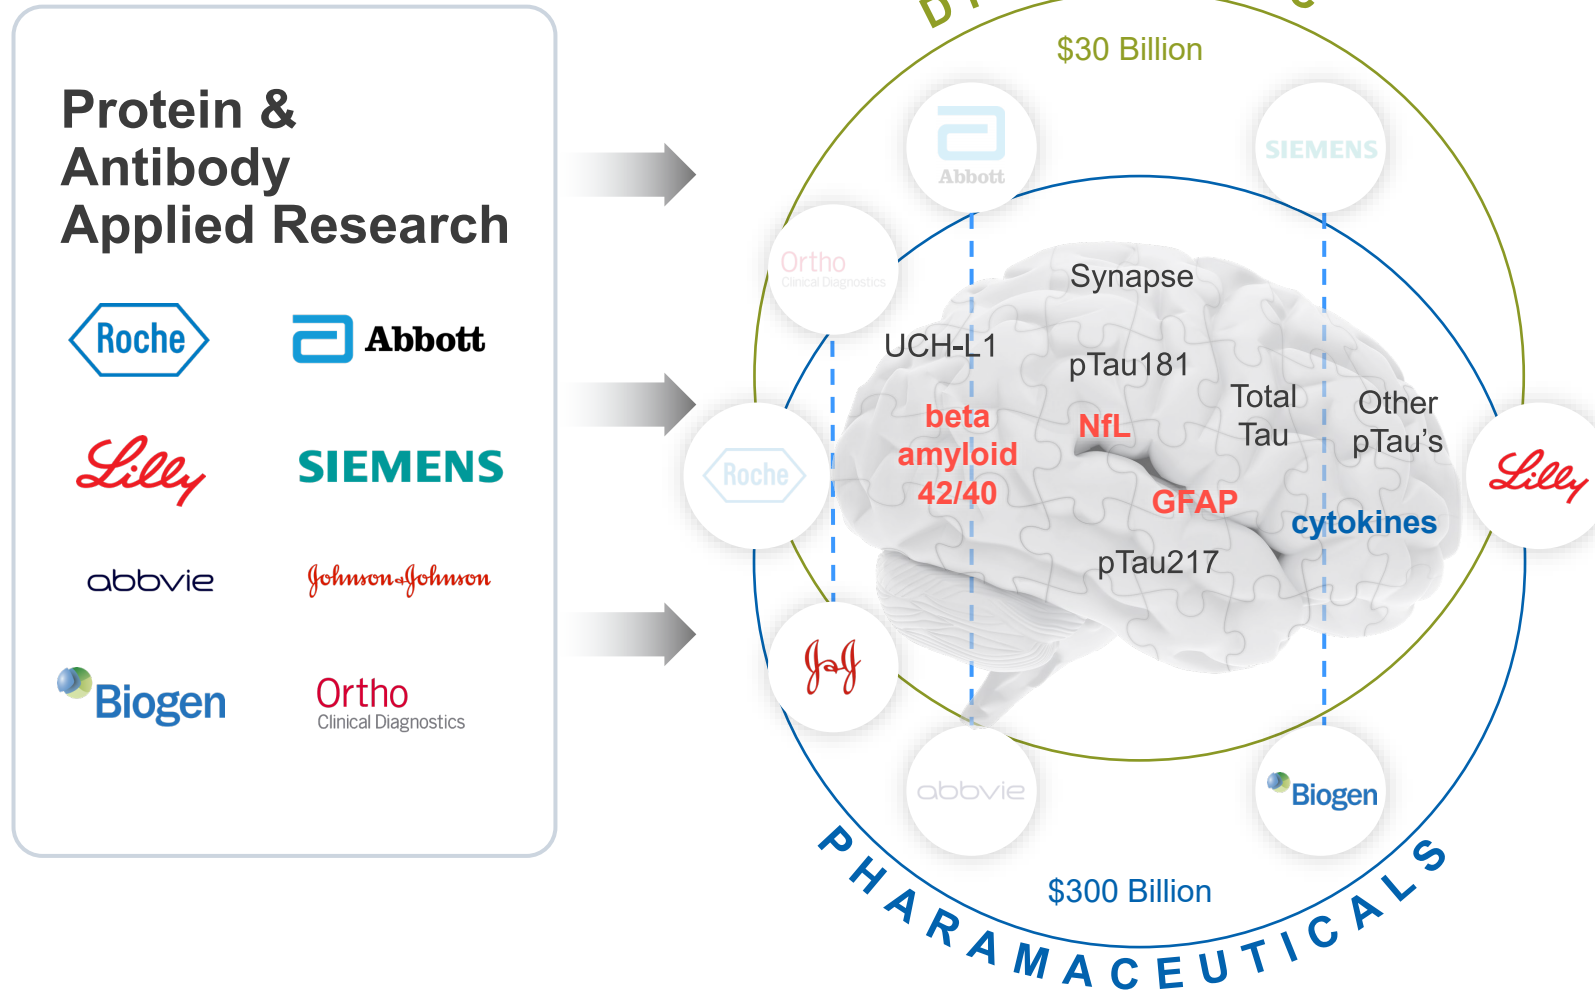 Protein &
Antibody
Applied Research
Roche
Abbott
Lilly
SIEMENS
abbvie
Johnson&Johnson
Biogen
Ortho
Clinical Diagnostics
$30 Billion
Abbott
SIEMENS
Ortho
Clinical Diagnostics
Roche
Lilly
J&J
abbvie
Biogen
Synapse
UCH-L1
pTau181
beta
amyloid
42/40
NfL
Total
Tau
Other
pTau's
GFAP
cytokines
pTau217
$300 Billion
PHARAMACEUTICALS